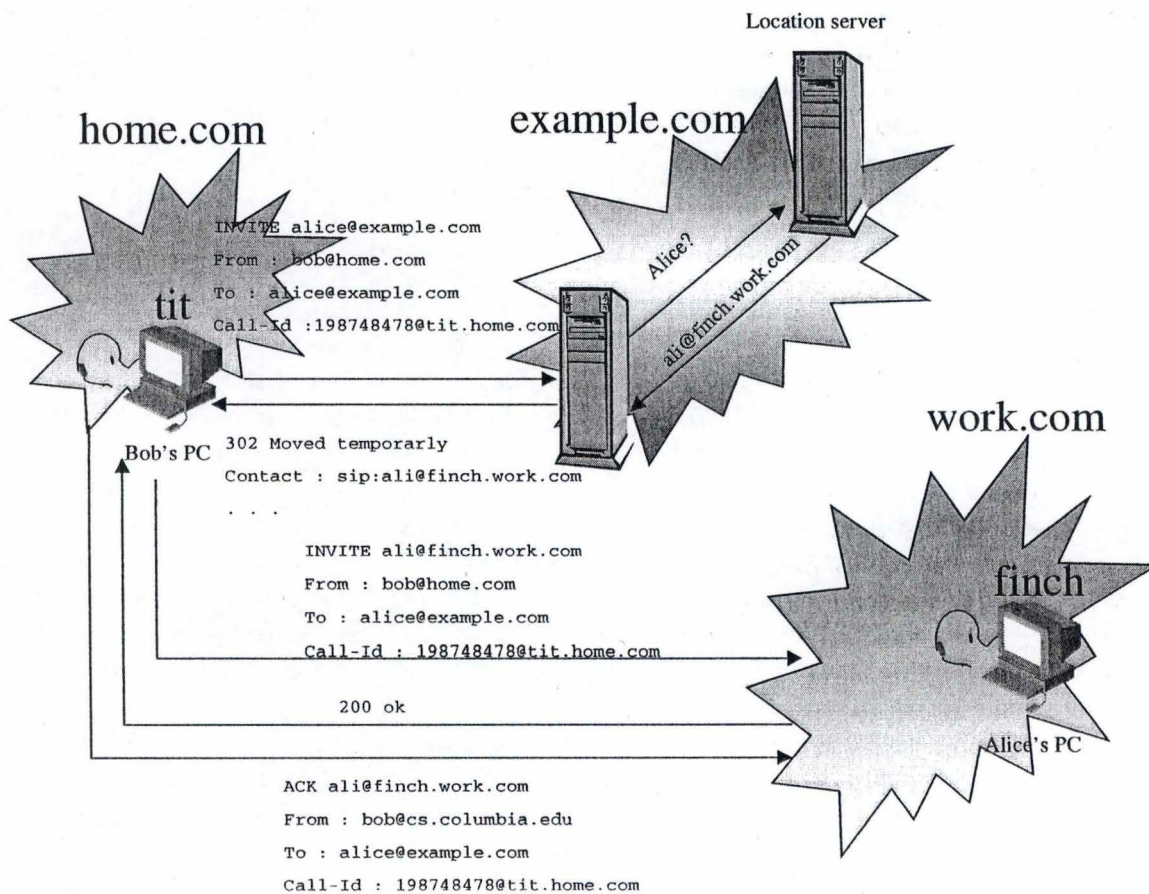 Location server
home.com
example.com
INVITE alice@example.com
From : bob@home.com
To : alice@example.com
Call-Id :198748478@tit.home.com
tit
Alice?
ali@finch.work.com
Bob's PC
302 Moved temporarly
Contact : sip:ali@finch.work.com
. . .
work.com
INVITE ali@finch.work.com
From : bob@home.com
To : alice@example.com
Call-Id : 198748478@tit.home.com
finch
200 ok
Alice's PC
ACK ali@finch.work.com
From : bob@cs.columbia.edu
To : alice@example.com
Call-Id : 198748478@tit.home.com